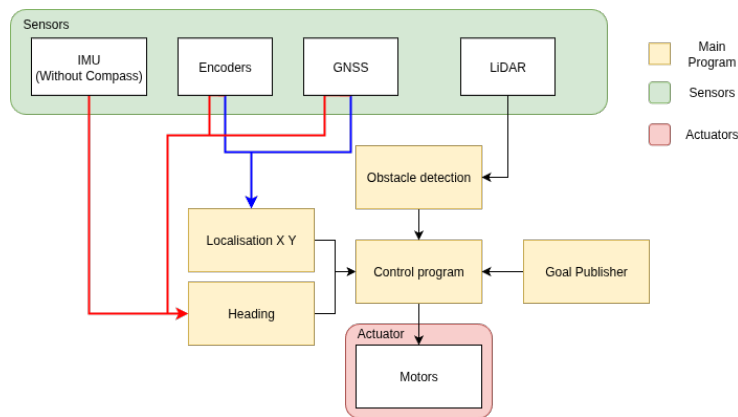 Sensors
IMU
(Without Compass)
Encoders
GNSS
LiDAR
Main
Program
Sensors
Actuators
Obstacle detection
Localisation X Y
Control program
Goal Publisher
Heading
Actuator
Motors